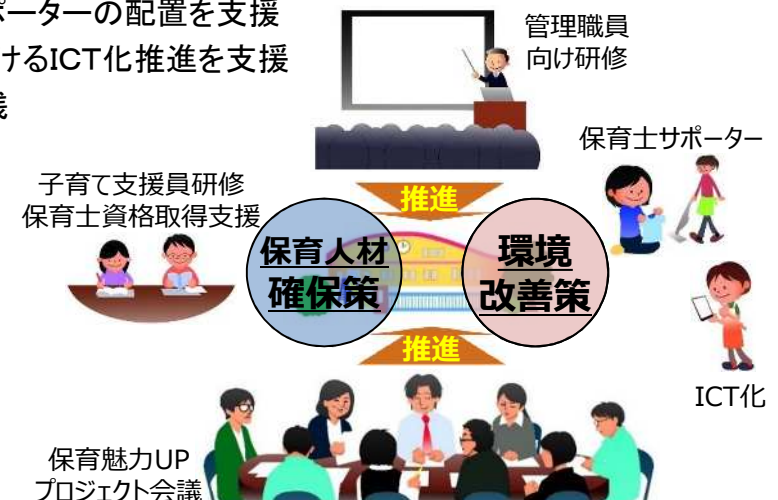 ポーターの配置を支援
けるICT化推進を支援
管理職員
向け研修
保育士サポーター
子育て支援員研修
保育士資格取得支援
推進
保育人材
確保策
環境
改善策
推進
ICT化
保育魅力UP
プロジェクト会議